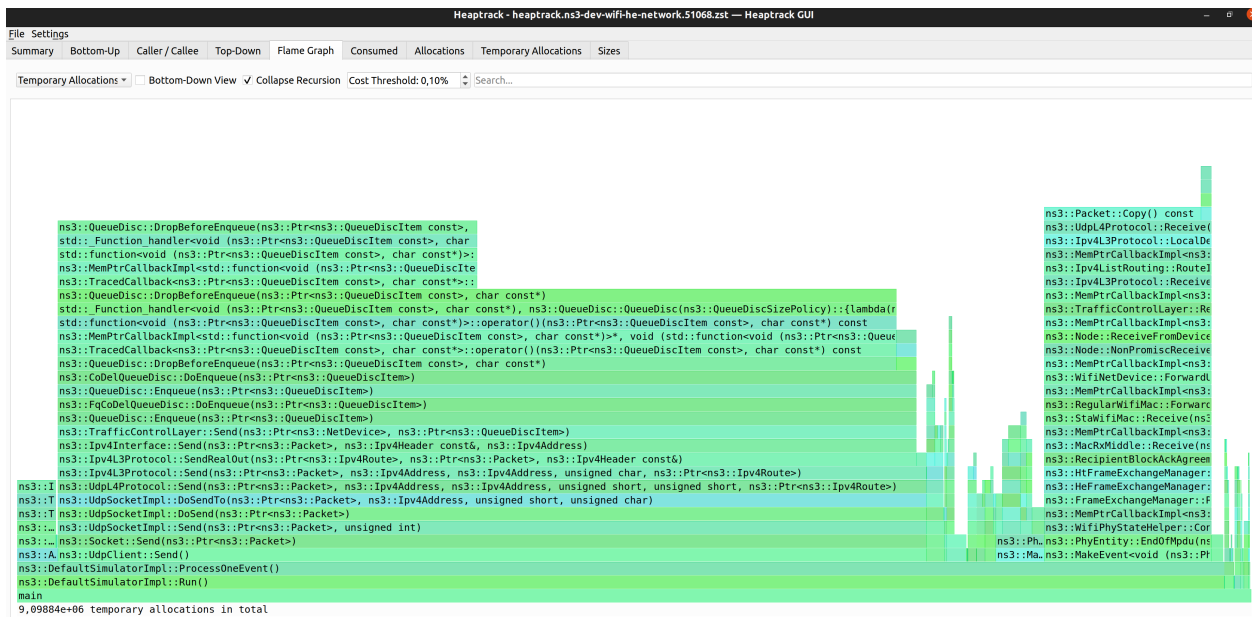 Heaptrack - heaptrack.ns3-dev-wifi-he-network.51068.zst — Heaptrack GUI
File Settings
Summary Bottom-Up Caller / Callee Top-Down Flame Graph Consumed Allocations Temporary Allocations Sizes
Temporary Allocations Bottom-Down View Collapse Recursion Cost Threshold: 0,10% Search...
ns3::Packet::Copy() const
ns3::QueueDisc::DropBeforeEnqueue(ns3::Ptr<ns3::QueueDiscItem const>, ns3::UdpL4Protocol::Receive(
std::_Function_handler<void (ns3::Ptr<ns3::QueueDiscItem const>, char ns3::Ipv4L3Protocol::LocalDe
std::function<void (ns3::Ptr<ns3::QueueDiscItem const>, char const*)>: ns3::MemPtrCallbackImpl<ns3:
ns3::MemPtrCallbackImpl<std::function<void (ns3::Ptr<ns3::QueueDiscIte ns3::Ipv4ListRouting::RouteI
ns3::TracedCallback<ns3::Ptr<ns3::QueueDiscItem const>, char const*>:: ns3::Ipv4L3Protocol::Receive
ns3::QueueDisc::DropBeforeEnqueue(ns3::Ptr<ns3::QueueDiscItem const>, char const*) ns3::MemPtrCallbackImpl<ns3:
std::_Function_handler<void (ns3::Ptr<ns3::QueueDiscItem const>, char const*), ns3::QueueDisc::QueueDisc(ns3::QueueDiscSizePolicy)::{lambda(n ns3::TrafficControlLayer::Re
std::function<void (ns3::Ptr<ns3::QueueDiscItem const>, char const*)>::operator()(ns3::Ptr<ns3::QueueDiscItem const>, char const*) const ns3::MemPtrCallbackImpl<ns3:
ns3::MemPtrCallbackImpl<std::function<void (ns3::Ptr<ns3::QueueDiscItem const>, char const*)>*, void (std::function<void (ns3::Ptr<ns3::Queue ns3::Node::ReceiveFromDevice
ns3::TracedCallback<ns3::Ptr<ns3::QueueDiscItem const>, char const*>::operator()(ns3::Ptr<ns3::QueueDiscItem const>, char const*) const ns3::Node::NonPromiscReceive
ns3::QueueDisc::DropBeforeEnqueue(ns3::Ptr<ns3::QueueDiscItem const>, char const*) ns3::MemPtrCallbackImpl<ns3:
ns3::CoDelQueueDisc::DoEnqueue(ns3::Ptr<ns3::QueueDiscItem>) ns3::WifiNetDevice::ForwardU
ns3::QueueDisc::Enqueue(ns3::Ptr<ns3::QueueDiscItem>) ns3::MemPtrCallbackImpl<ns3:
ns3::FqCoDelQueueDisc::DoEnqueue(ns3::Ptr<ns3::QueueDiscItem>) ns3::RegularWifiMac::Forward
ns3::QueueDisc::Enqueue(ns3::Ptr<ns3::QueueDiscItem>) ns3::StaWifiMac::Receive(ns3
ns3::TrafficControlLayer::Send(ns3::Ptr<ns3::NetDevice>, ns3::Ptr<ns3::QueueDiscItem>) ns3::MemPtrCallbackImpl<ns3:
ns3::Ipv4Interface::Send(ns3::Ptr<ns3::Packet>, ns3::Ipv4Header const&, ns3::Ipv4Address) ns3::MacRxMiddle::Receive(ns
ns3::Ipv4L3Protocol::SendRealOut(ns3::Ptr<ns3::Ipv4Route>, ns3::Ptr<ns3::Packet>, ns3::Ipv4Header const&) ns3::RecipientBlockAckAgreem
ns3::Ipv4L3Protocol::Send(ns3::Ptr<ns3::Packet>, ns3::Ipv4Address, ns3::Ipv4Address, unsigned char, ns3::Ptr<ns3::Ipv4Route>) ns3::HtFrameExchangeManager:
ns3::I ns3::UdpL4Protocol::Send(ns3::Ptr<ns3::Packet>, ns3::Ipv4Address, ns3::Ipv4Address, unsigned short, unsigned short, ns3::Ptr<ns3::Ipv4Route>) ns3::HeFrameExchangeManager:
ns3::T ns3::UdpSocketImpl::DoSendTo(ns3::Ptr<ns3::Packet>, ns3::Ipv4Address, unsigned short, unsigned char) ns3::FrameExchangeManager::
ns3::T ns3::UdpSocketImpl::DoSend(ns3::Ptr<ns3::Packet>) ns3::MemPtrCallbackImpl<ns3:
ns3::… ns3::UdpSocketImpl::Send(ns3::Ptr<ns3::Packet>, unsigned int) ns3::WifiPhyStateHelper::Con
ns3::… ns3::Socket::Send(ns3::Ptr<ns3::Packet>) ns3::Ph… ns3::PhyEntity::EndOfMpdu(ns
ns3::A… ns3::UdpClient::Send() ns3::Ma… ns3::MakeEvent<void (ns3::Ph
ns3::DefaultSimulatorImpl::ProcessOneEvent()
ns3::DefaultSimulatorImpl::Run()
main
9,09884e+06 temporary allocations in total